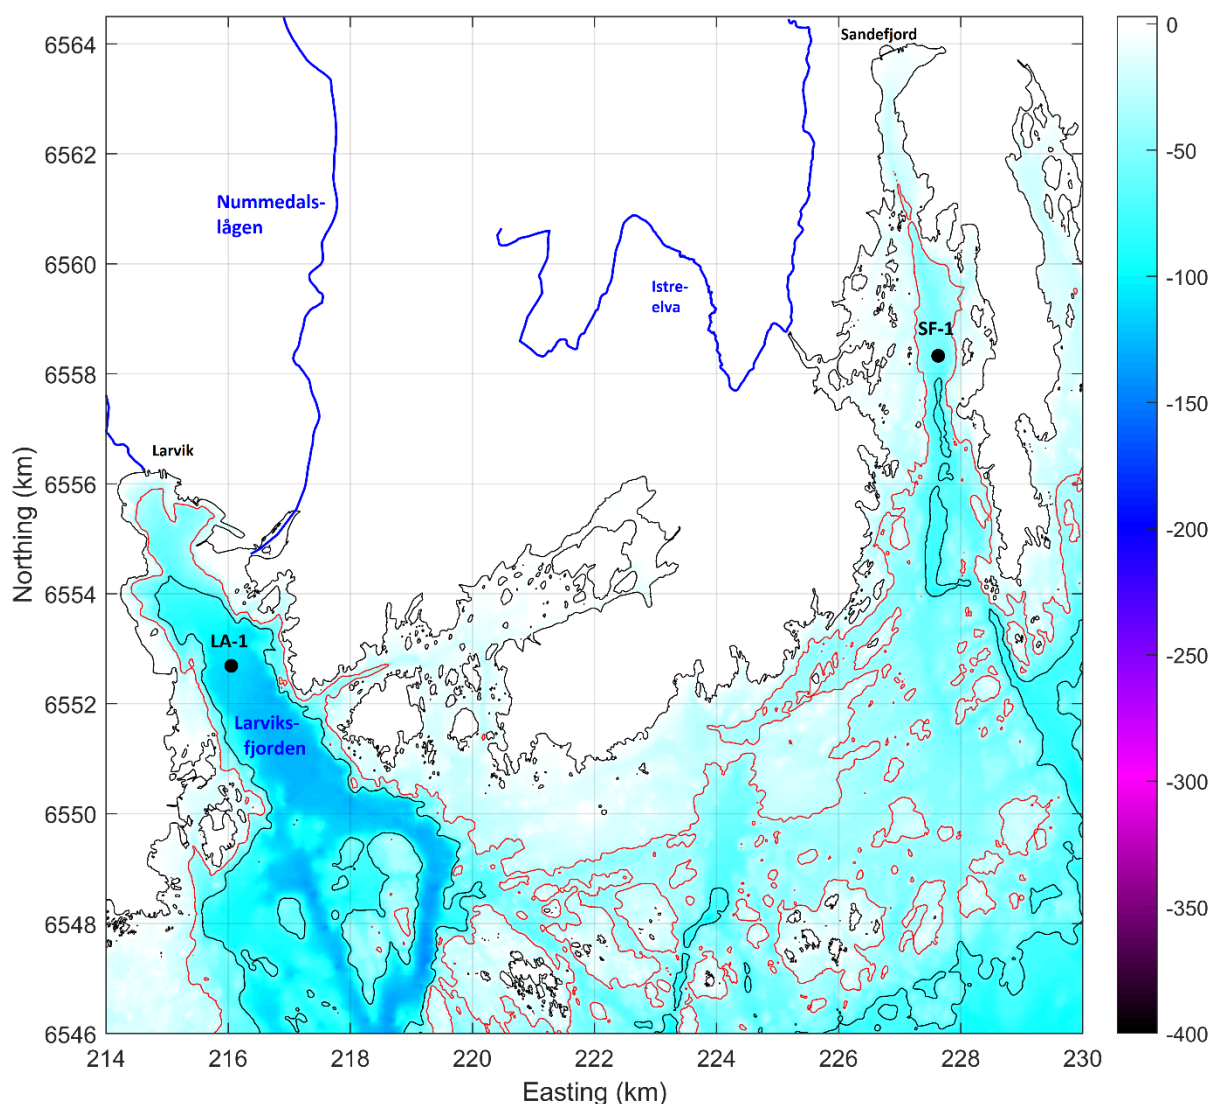 Sandefjord
Nummedals-
lågen
Istre-
elva
SF-1
Larvik
LA-1
Larviks-
fjorden
6564
6562
6560
6558
6556
6554
6552
6550
6548
6546
Northing (km)
214
216
218
220
222
224
226
228
230
Easting (km)
0
-50
-100
-150
-200
-250
-300
-350
-400